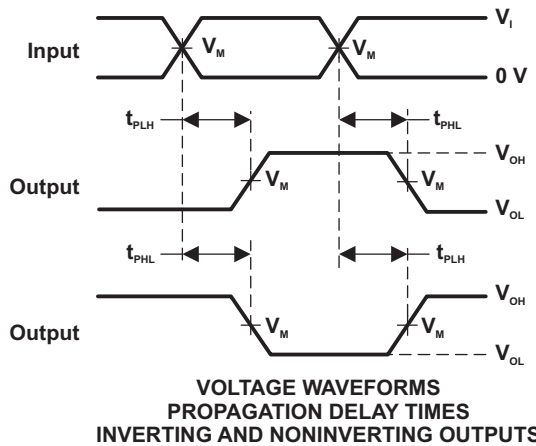 V_I
Input V_M V_M
0 V
t_PLH t_PHL
V_OH
Output V_M V_M
V_OL
t_PHL t_PLH
V_OH
Output V_M V_M
V_OL
VOLTAGE WAVEFORMS
PROPAGATION DELAY TIMES
INVERTING AND NONINVERTING OUTPUTS